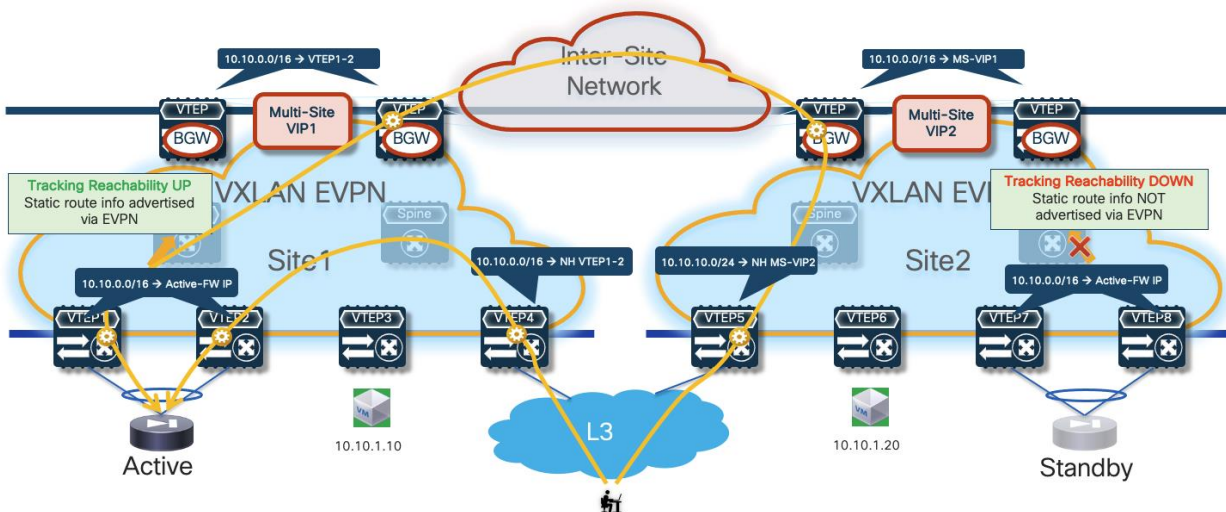 10.10.0.0/16 → VTEP1-2
Inter-Site
Network
10.10.0.0/16 → MS-VIP1
VTEP
BGW
Multi-Site
VIP1
VTEP
BGW
VTEP
BGW
Multi-Site
VIP2
VTEP
BGW
Tracking Reachability UP
Static route info advertised
via EVPN
VXLAN EVPN
VXLAN
Tracking Reachability DOWN
Static route info NOT
advertised via EVPN
Spine
Spine
Site1
Site2
10.10.0.0/16 → Active-FW IP
10.10.0.0/16 → NH VTEP1-2
10.10.10.0/24 → NH MS-VIP2
10.10.0.0/16 → Active-FW IP
VTEP1
VTEP2
VTEP3
VTEP4
VTEP5
VTEP6
VTEP7
VTEP8
VM
VM
10.10.1.10
10.10.1.20
L3
Active
Standby